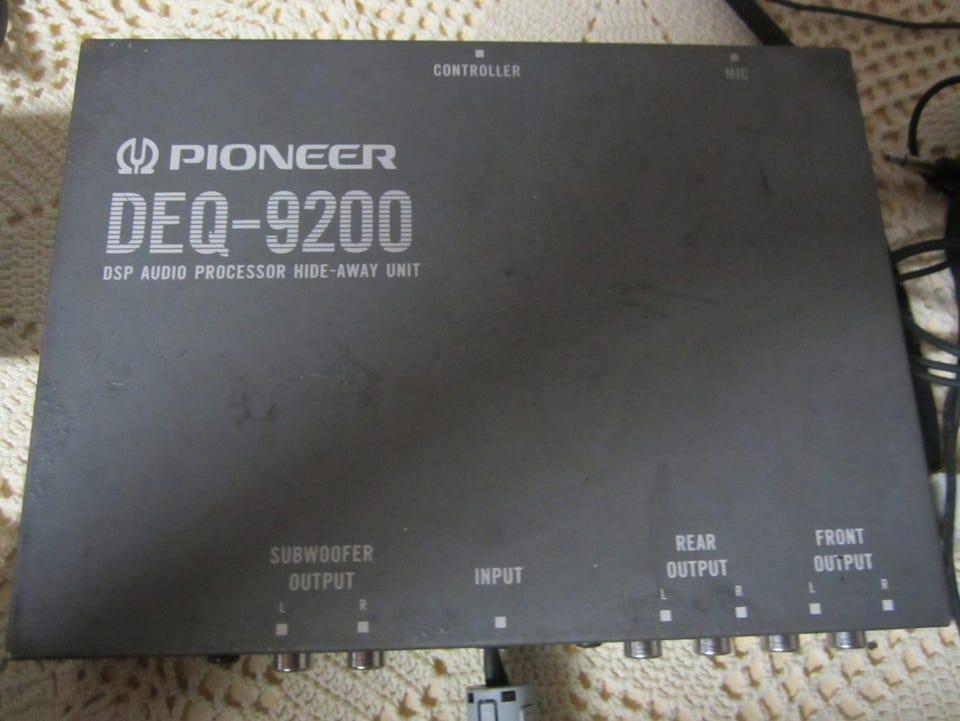 CONTROLLER
MIC
PIONEER
DEQ-9200
DSP AUDIO PROCESSOR HIDE-AWAY UNIT
SUBWOOFER
OUTPUT
L R
INPUT
REAR
OUTPUT
L R
FRONT
OUTPUT
L R